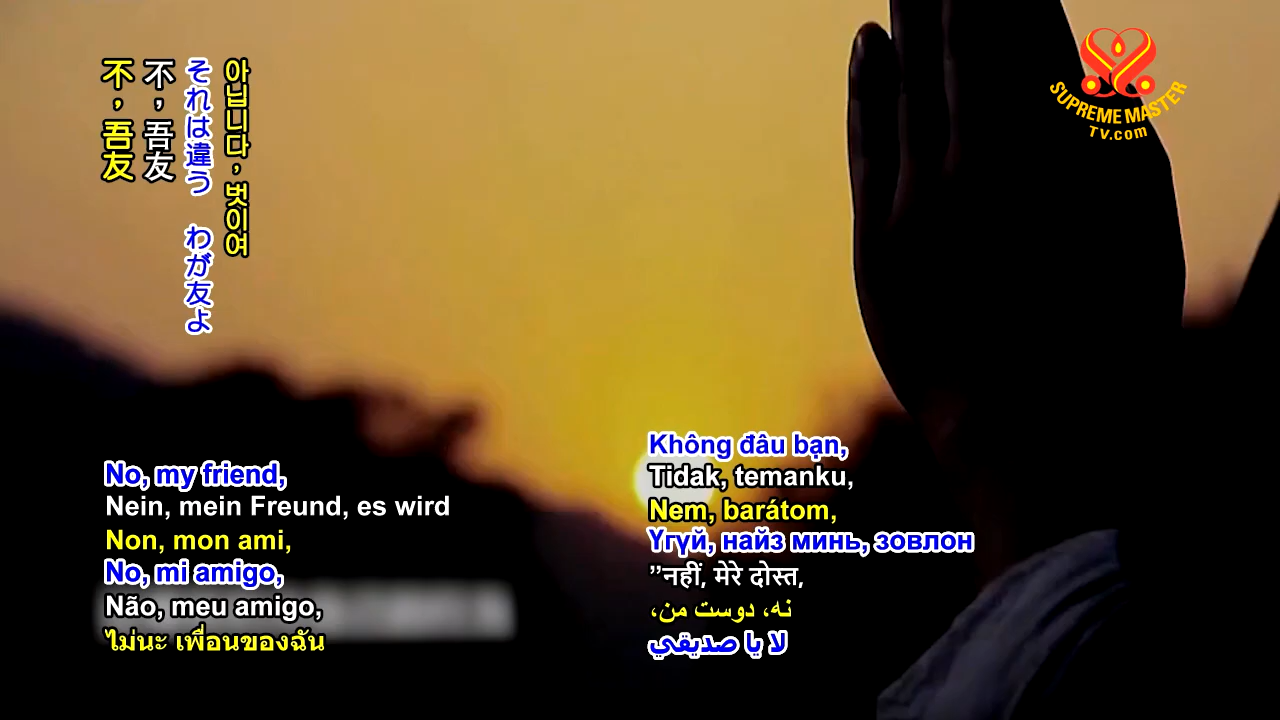 不，吾友
不，吾友
それは違う　わが友よ
아닙니다，벗이여
SUPREME MASTER
TV.com
No, my friend,
Nein, mein Freund, es wird
Non, mon ami,
No, mi amigo,
Não, meu amigo,
ไม่นะ เพื่อนของฉัน
Không đâu bạn,
Tidak, temanku,
Nem, barátom,
Үгүй, найз минь, зовлон
”नहीं, मेरे दोस्त,
نه، دوست من،
لا يا صديقي